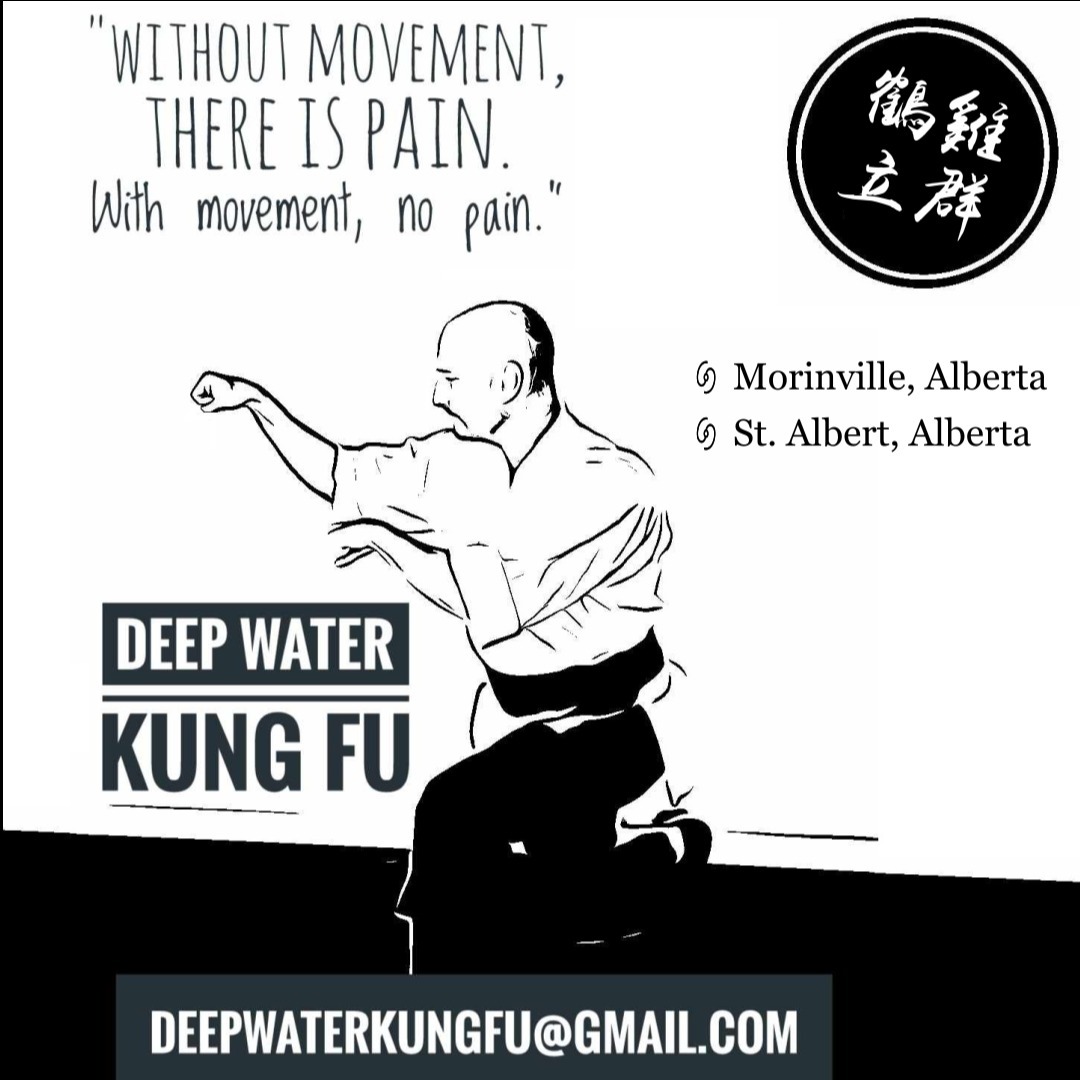 "WITHOUT MOVEMENT,
THERE IS PAIN.
With movement, no pain."
鶴雞
立群
Morinville, Alberta
St. Albert, Alberta
DEEP WATER
KUNG FU
DEEPWATERKUNGFU@GMAIL.COM